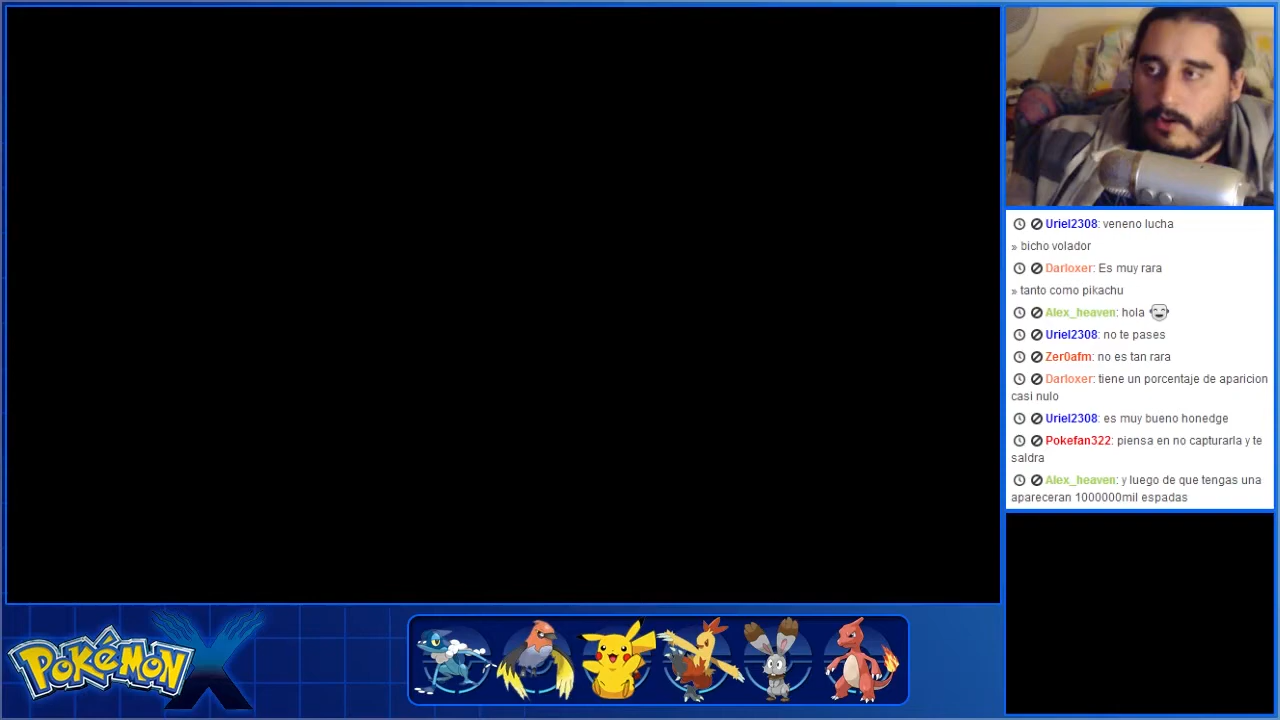 Uriel2308: veneno lucha
» bicho volador
Darloxer: Es muy rara
» tanto como pikachu
Alex_heaven: hola
Uriel2308: no te pases
Zer0afm: no es tan rara
Darloxer: tiene un porcentaje de aparicion
casi nulo
Uriel2308: es muy bueno honedge
Pokefan322: piensa en no capturarla y te
saldra
Alex_heaven: y luego de que tengas una
apareceran 1000000mil espadas
POKéMON X